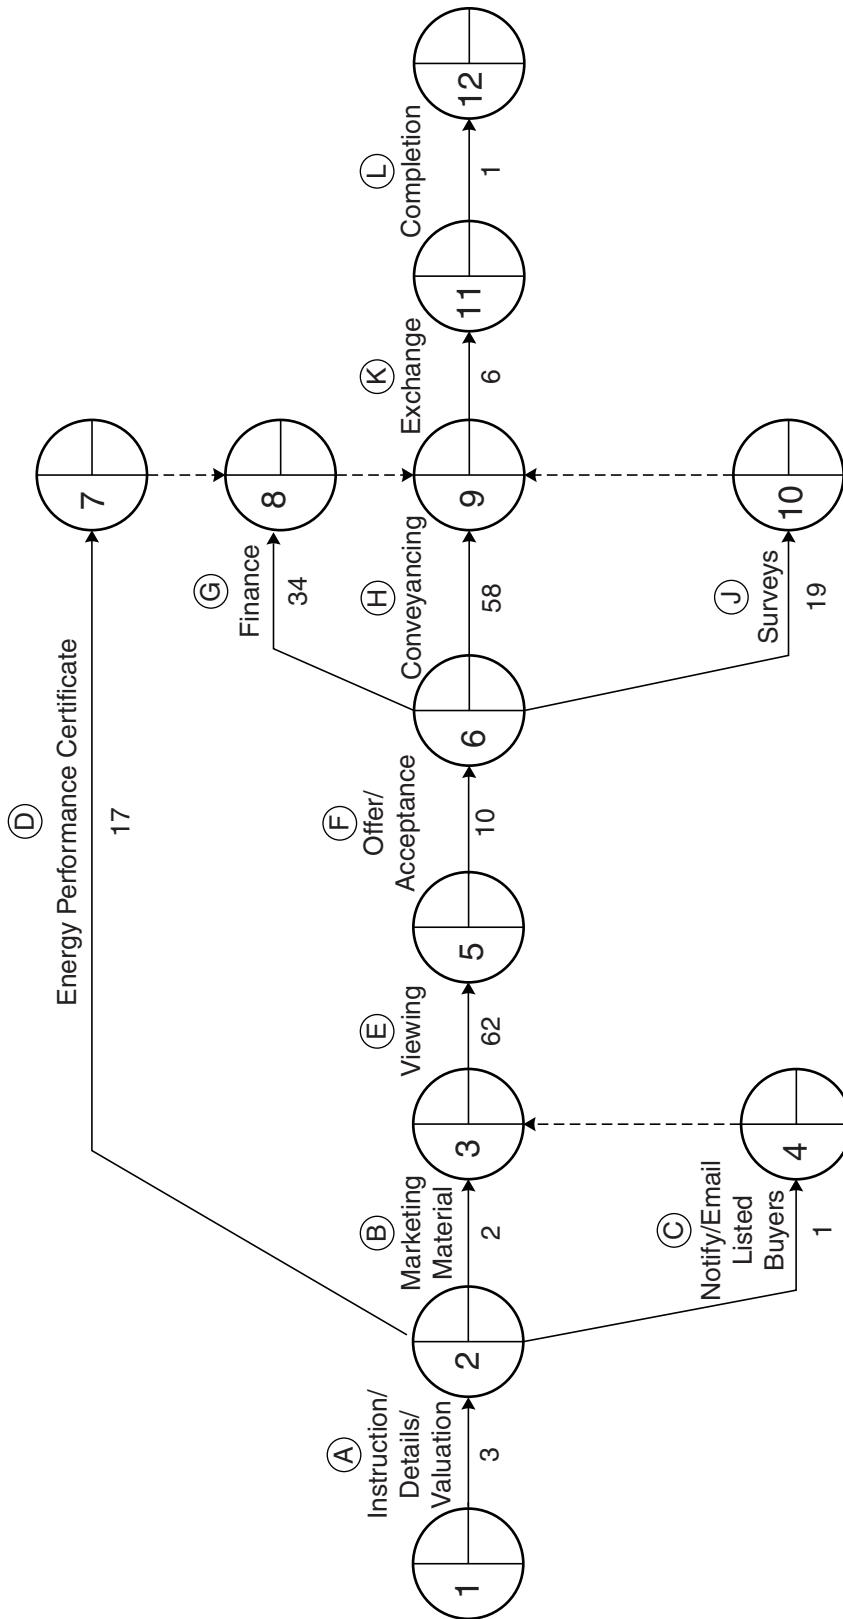 1
A
Instruction/
Details/
Valuation
3
2
D
Energy Performance Certificate
17
B
Marketing
Material
2
C
Notify/Email
Listed
Buyers
1
3
4
E
Viewing
62
5
F
Offer/
Acceptance
10
6
G
Finance
34
H
Conveyancing
58
J
Surveys
19
7
8
9
10
K
Exchange
6
11
L
Completion
1
12